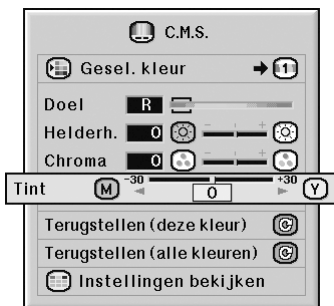 C.M.S.
Gesel. kleur 1
Doel R
Helderh. 0 - +
Chroma 0 - +
Tint M -30 0 +30 Y
Terugstellen (deze kleur)
Terugstellen (alle kleuren)
Instellingen bekijken